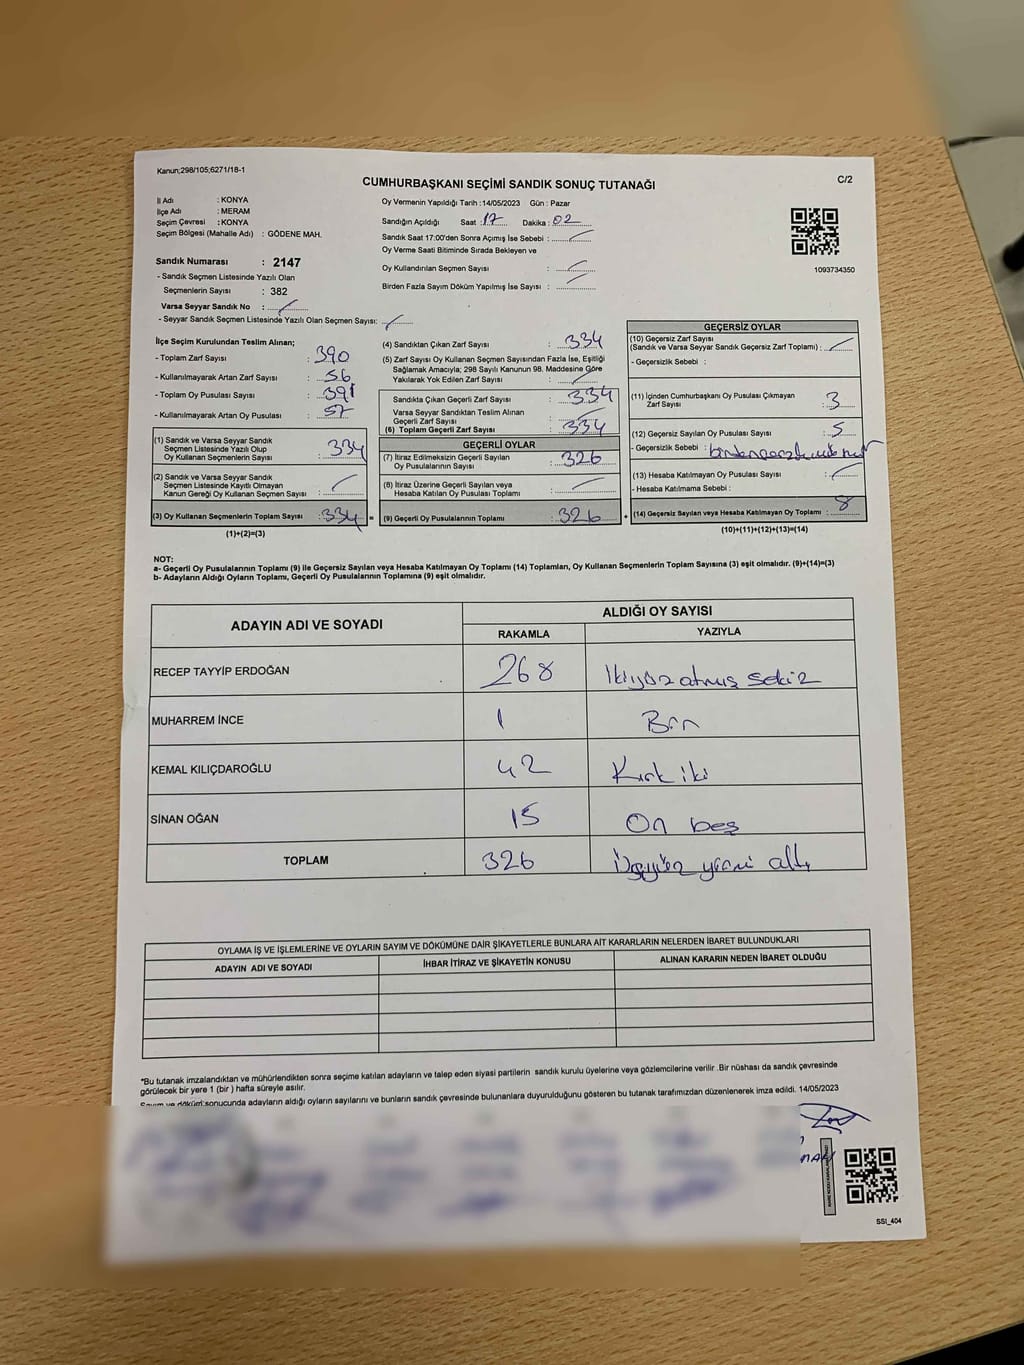 Kanun;298/105;6271/18-1
C/2
CUMHURBAŞKANI SEÇİMİ SANDIK SONUÇ TUTANAĞI
İl Adı : KONYA
İlçe Adı : MERAM
Seçim Çevresi : KONYA
Seçim Bölgesi (Mahalle Adı) : GÖDENE MAH.
Sandık Numarası : 2147
- Sandık Seçmen Listesinde Yazılı Olan
Seçmenlerin Sayısı : 382
Varsa Seyyar Sandık No :
- Seyyar Sandık Seçmen Listesinde Yazılı Olan Seçmen Sayısı:
Oy Vermenin Yapıldığı Tarih :14/05/2023 Gün : Pazar
Sandığın Açıldığı Saat : 17 Dakika : 02
Sandık Saat 17:00'den Sonra Açımış İse Sebebi :
Oy Verme Saati Bitiminde Sırada Bekleyen ve
Oy Kullandırılan Seçmen Sayısı :
Birden Fazla Sayım Döküm Yapılmış İse Sayısı :
1093734350
İlçe Seçim Kurulundan Teslim Alınan;
- Toplam Zarf Sayısı : 390
- Kullanılmayarak Artan Zarf Sayısı : 56
- Toplam Oy Pusulası Sayısı : 391
- Kullanılmayarak Artan Oy Pusulası : 57
(1) Sandık ve Varsa Seyyar Sandık
Seçmen Listesinde Yazılı Olup
Oy Kullanan Seçmenlerin Sayısı : 334
(2) Sandık ve Varsa Seyyar Sandık
Seçmen Listesinde Kayıtlı Olmayan
Kanun Gereği Oy Kullanan Seçmen Sayısı :
(3) Oy Kullanan Seçmenlerin Toplam Sayısı : 334 =
(1)+(2)=(3)
(4) Sandıktan Çıkan Zarf Sayısı : 334
(5) Zarf Sayısı Oy Kullanan Seçmen Sayısından Fazla İse, Eşitliği
Sağlamak Amacıyla; 298 Sayılı Kanunun 98. Maddesine Göre
Yakılarak Yok Edilen Zarf Sayısı :
Sandıkta Çıkan Geçerli Zarf Sayısı : 334
Varsa Seyyar Sandıktan Teslim Alınan
Geçerli Zarf Sayısı :
(6) Toplam Geçerli Zarf Sayısı : 334
GEÇERLİ OYLAR
(7) İtiraz Edilmeksizin Geçerli Sayılan
Oy Pusulalarının Sayısı : 326
(8) İtiraz Üzerine Geçerli Sayılan veya
Hesaba Katılan Oy Pusulası Toplamı :
(9) Geçerli Oy Pusulalarının Toplamı : 326 +
GEÇERSİZ OYLAR
(10) Geçersiz Zarf Sayısı
(Sandık ve Varsa Seyyar Sandık Geçersiz Zarf Toplamı) :
- Geçersizlik Sebebi :
(11) İçinden Cumhurbaşkanı Oy Pusulası Çıkmayan
Zarf Sayısı : 3
(12) Geçersiz Sayılan Oy Pusulası Sayısı : 5
- Geçersizlik Sebebi :
(13) Hesaba Katılmayan Oy Pusulası Sayısı :
- Hesaba Katılmama Sebebi :
(14) Geçersiz Sayılan veya Hesaba Katılmayan Oy Toplamı : 8
(10)+(11)+(12)+(13)=(14)
NOT:
a- Geçerli Oy Pusulalarının Toplamı (9) ile Geçersiz Sayılan veya Hesaba Katılmayan Oy Toplamı (14) Toplamları, Oy Kullanan Seçmenlerin Toplam Sayısına (3) eşit olmalıdır. (9)+(14)=(3)
b- Adayların Aldığı Oyların Toplamı, Geçerli Oy Pusulalarının Toplamına (9) eşit olmalıdır.
ADAYIN ADI VE SOYADI
ALDIĞI OY SAYISI
RAKAMLA YAZIYLA
RECEP TAYYİP ERDOĞAN 268 İkiyüz atmış sekiz
MUHARREM İNCE 1 Bir
KEMAL KILIÇDAROĞLU 42 Kırk iki
SİNAN OĞAN 15 On beş
TOPLAM 326 Üçyüz yirmi altı
OYLAMA İŞ VE İŞLEMLERİNE VE OYLARIN SAYIM VE DÖKÜMÜNE DAİR ŞİKAYETLERLE BUNLARA AİT KARARLARIN NELERDEN İBARET BULUNDUKLARI
ADAYIN ADI VE SOYADI İHBAR İTİRAZ VE ŞİKAYETİN KONUSU ALINAN KARARIN NEDEN İBARET OLDUĞU
*Bu tutanak imzalandıktan ve mühürlendikten sonra seçime katılan adayların ve talep eden siyasi partilerin sandık kurulu üyelerine veya gözlemcilerine verilir .Bir nüshası da sandık çevresinde
görülecek bir yere 1 (bir ) hafta süreyle asılır.
Sayım ve döküm sonucunda adayların aldığı oyların sayılarını ve bunların sandık çevresinde bulunanlara duyurulduğunu gösteren bu tutanak tarafımızdan düzenlenerek imza edildi. 14/05/2023
SSI_404